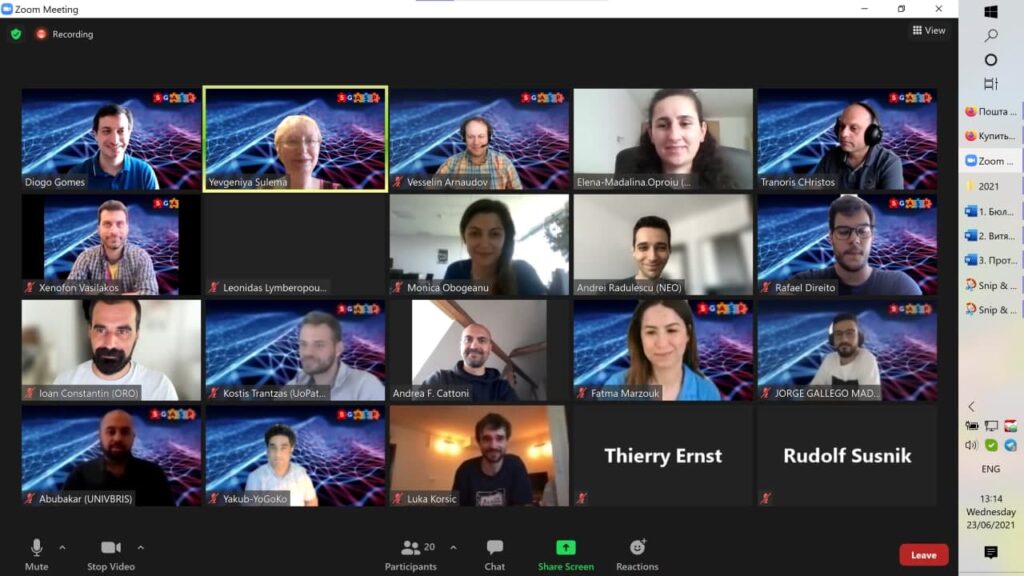 Zoom Meeting
Recording
View
Diogo Gomes
Yevgeniya Sulema
Vesselin Arnaudov
Elena-Madalina.Oproiu (...
Tranoris CHristos
Xenofon Vasilakos
Leonidas Lymberopou...
Monica Obogeanu
Andrei Radulescu (NEO)
Rafael Direito
Ioan Constantin (ORO)
Kostis Trantzas (UoPat...
Andrea F. Cattoni
Fatma Marzouk
JORGE GALLEGO MAD...
Abubakar (UNIVBRIS)
Yakub-YoGoKo
Luka Korsic
Thierry Ernst
Rudolf Susnik
Mute
Stop Video
Participants
20
Chat
Share Screen
Reactions
Leave
Пошта ...
Купить...
Zoom ...
2021
1. Бюл...
2. Витя...
3. Прот...
Snip & ...
Snip & ...
ENG
13:14
Wednesday
23/06/2021